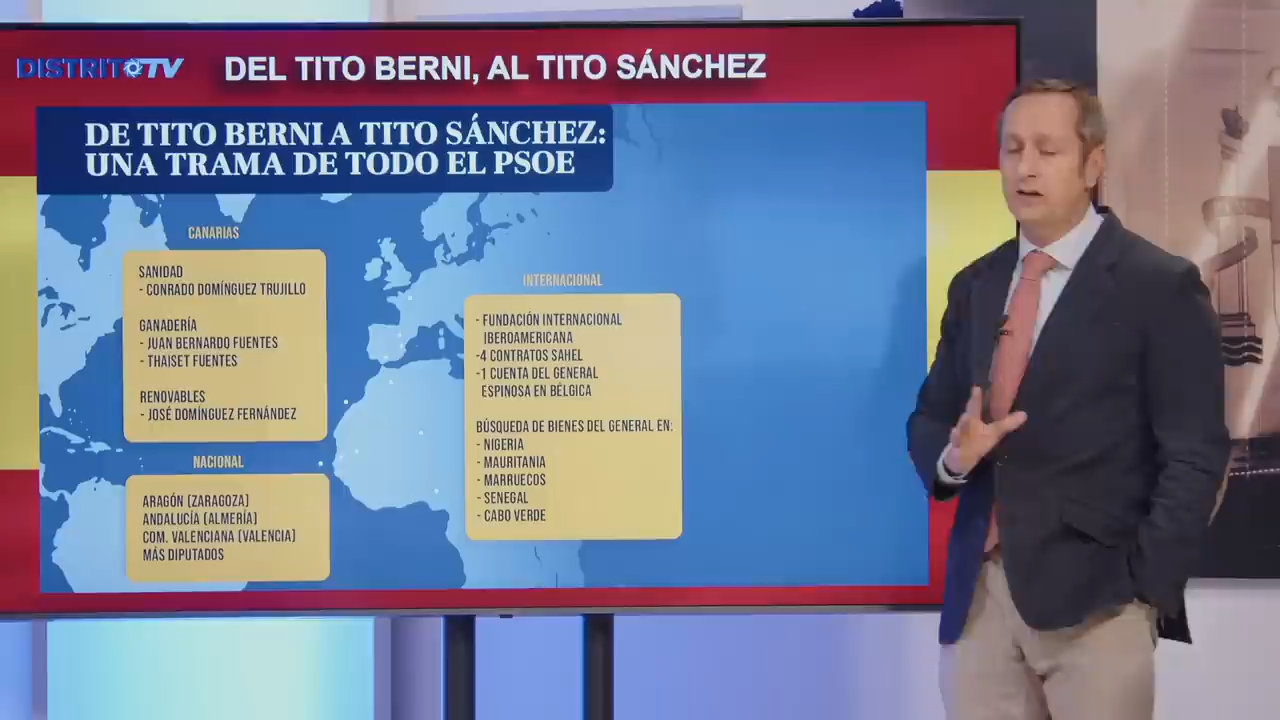 DISTRITOTV
DEL TITO BERNI, AL TITO SÁNCHEZ
DE TITO BERNI A TITO SÁNCHEZ:
UNA TRAMA DE TODO EL PSOE
CANARIAS
SANIDAD
- CONRADO DOMÍNGUEZ TRUJILLO
GANADERÍA
- JUAN BERNARDO FUENTES
- THAISET FUENTES
RENOVABLES
- JOSÉ DOMÍNGUEZ FERNÁNDEZ
NACIONAL
ARAGÓN (ZARAGOZA)
ANDALUCÍA (ALMERÍA)
COM. VALENCIANA (VALENCIA)
MÁS DIPUTADOS
INTERNACIONAL
- FUNDACIÓN INTERNACIONAL
IBEROAMERICANA
-4 CONTRATOS SAHEL
-1 CUENTA DEL GENERAL
ESPINOSA EN BÉLGICA
BÚSQUEDA DE BIENES DEL GENERAL EN:
- NIGERIA
- MAURITANIA
- MARRUECOS
- SENEGAL
- CABO VERDE